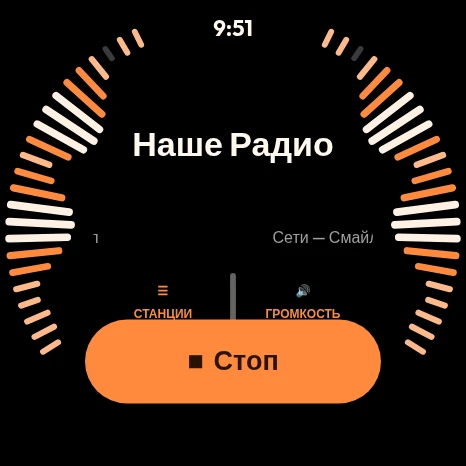 9:51
Наше Радио
Сети — Смай
СТАНЦИИ
ГРОМКОСТЬ
Стоп